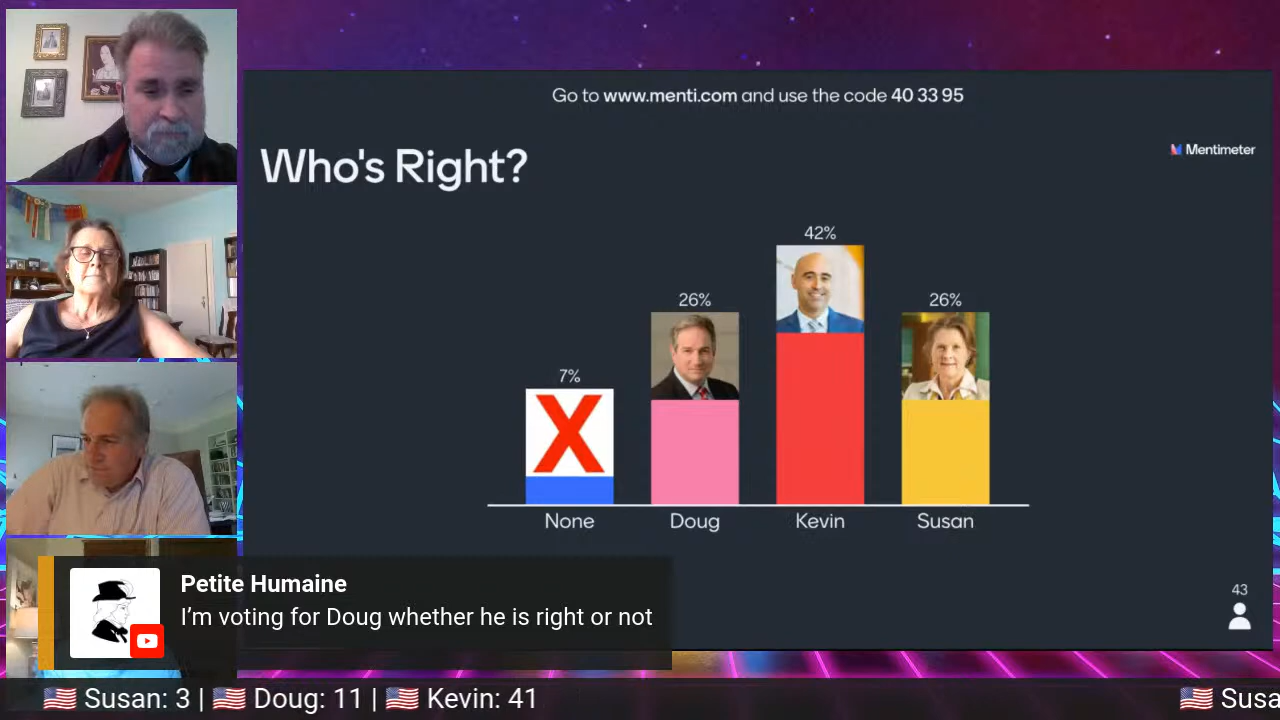 Go to www.menti.com and use the code 40 33 95
Mentimeter
Who's Right?
42%
26%
26%
7%
X
None
Doug
Kevin
Susan
43
Petite Humaine
I’m voting for Doug whether he is right or not
🇺🇸 Susan: 3 | 🇺🇸 Doug: 11 | 🇺🇸 Kevin: 41
🇺🇸 Susa